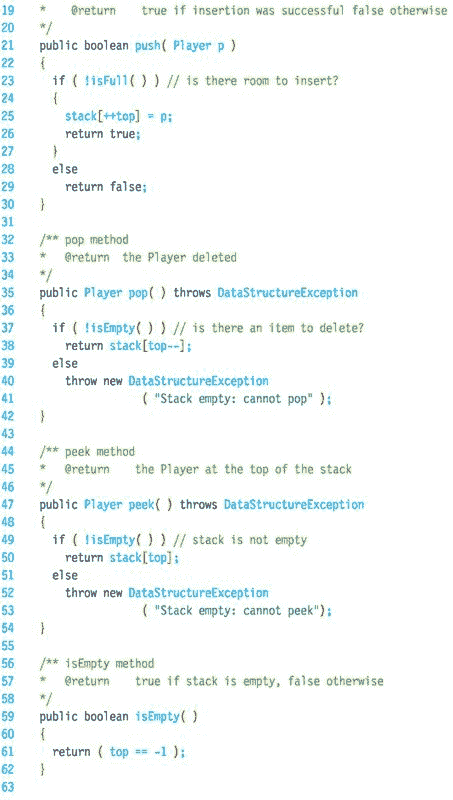 19 *    @return    true if insertion was successful false otherwise
20 */
21 public boolean push( Player p )
22 {
23   if ( !isFull( ) ) // is there room to insert?
24   {
25     stack[++top] = p;
26     return true;
27   }
28   else
29     return false;
30 }
31
32 /** pop method
33 *   @return  the Player deleted
34 */
35 public Player pop( ) throws DataStructureException
36 {
37   if ( !isEmpty( ) ) // is there an item to delete?
38     return stack[top--];
39   else
40     throw new DataStructureException
41                ( "Stack empty: cannot pop" );
42 }
43
44 /** peek method
45 *   @return    the Player at the top of the stack
46 */
47 public Player peek( ) throws DataStructureException
48 {
49   if ( !isEmpty( ) ) // stack is not empty
50     return stack[top];
51   else
52     throw new DataStructureException
53                ( "Stack empty: cannot peek");
54 }
55
56 /** isEmpty method
57 *   @return    true if stack is empty, false otherwise
58 */
59 public boolean isEmpty( )
60 {
61   return ( top == -1 );
62 }
63